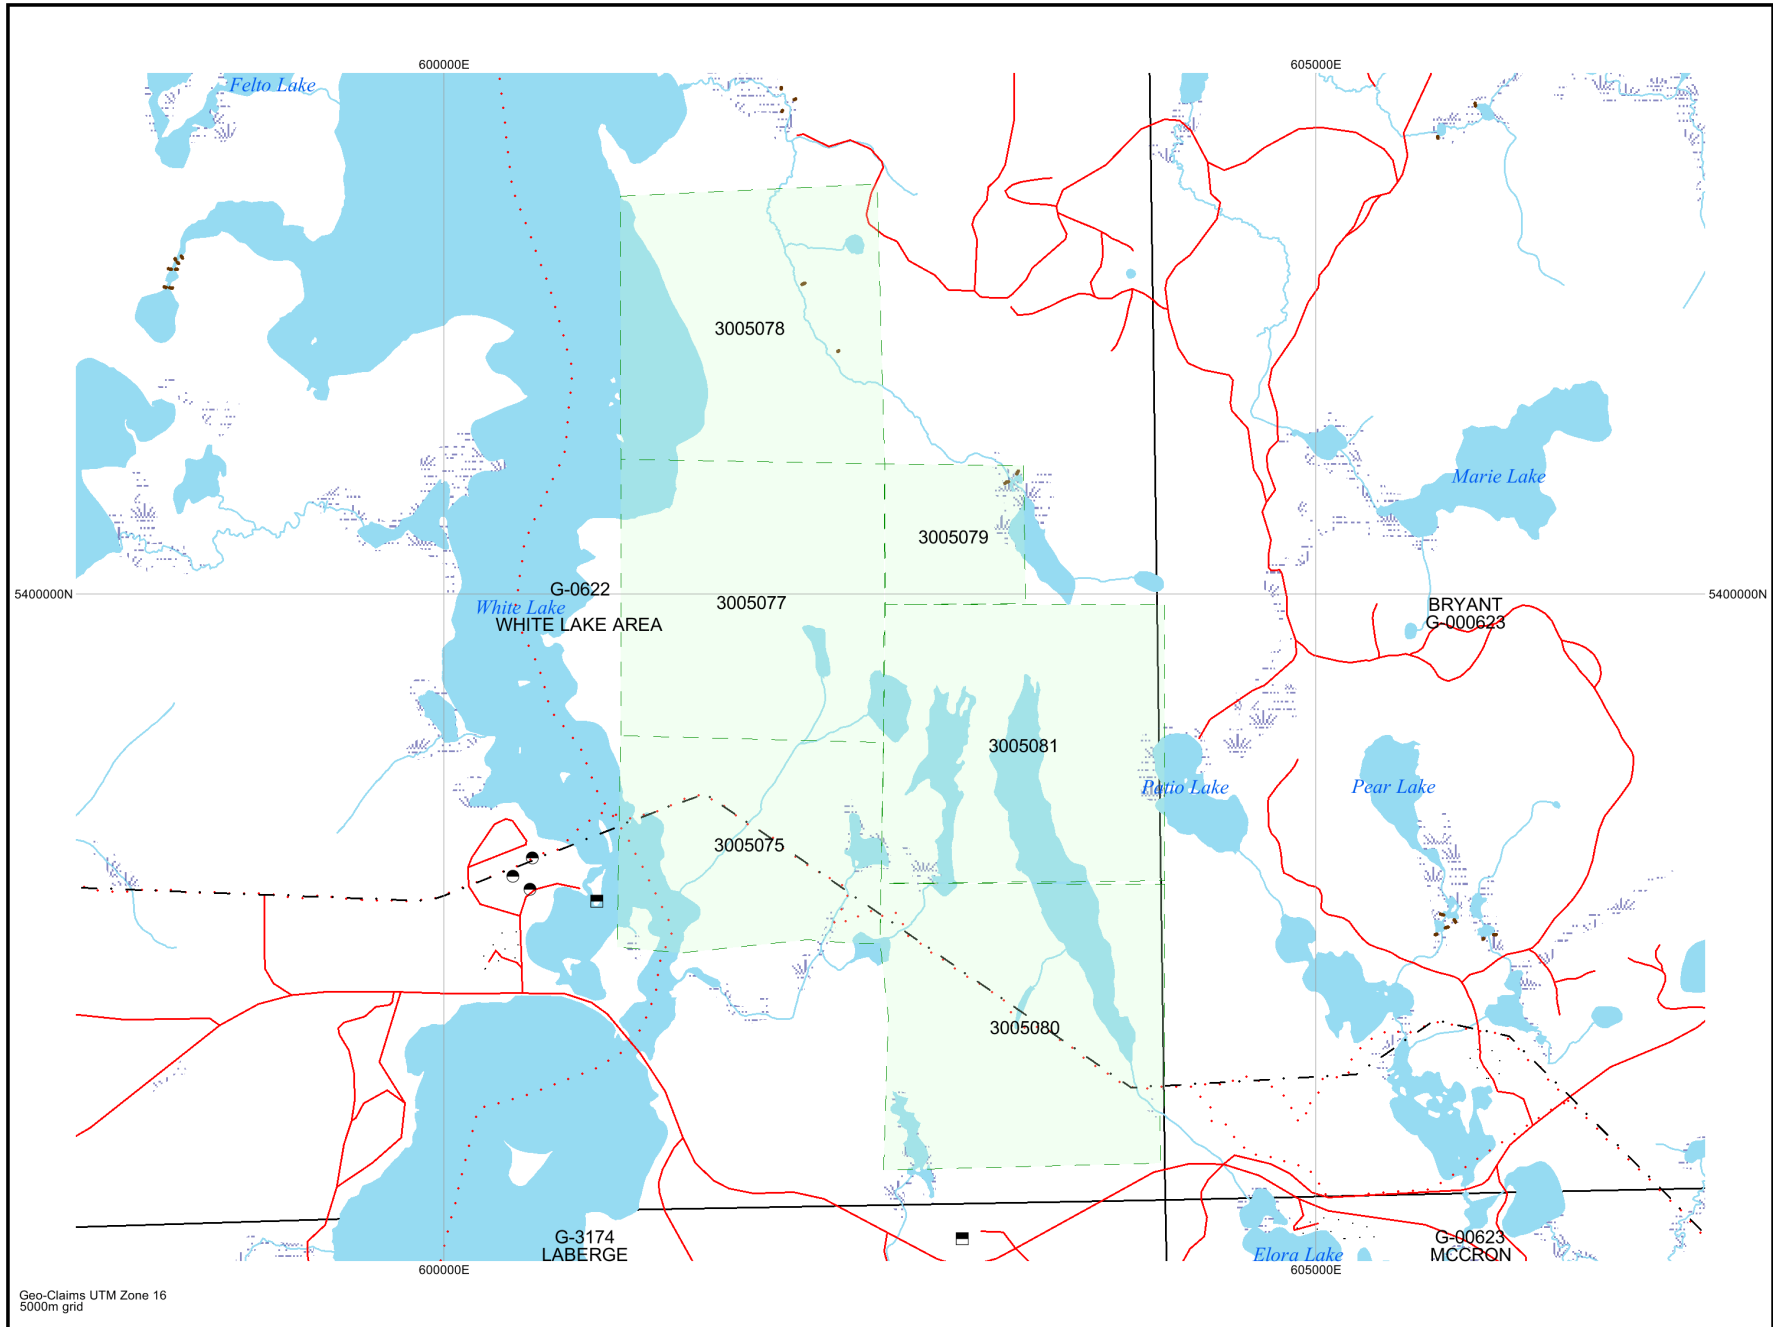 600000E
605000E
Felto Lake
3005078
Marie Lake
3005079
5400000N
G-0622
White Lake
WHITE LAKE AREA
3005077
5400000N
BRYANT
G-000623
3005081
Patio Lake
Pear Lake
3005075
3005080
G-3174
LABERGE
G-00623
MCCRON
Elora Lake
600000E
605000E
Geo-Claims UTM Zone 16
5000m grid